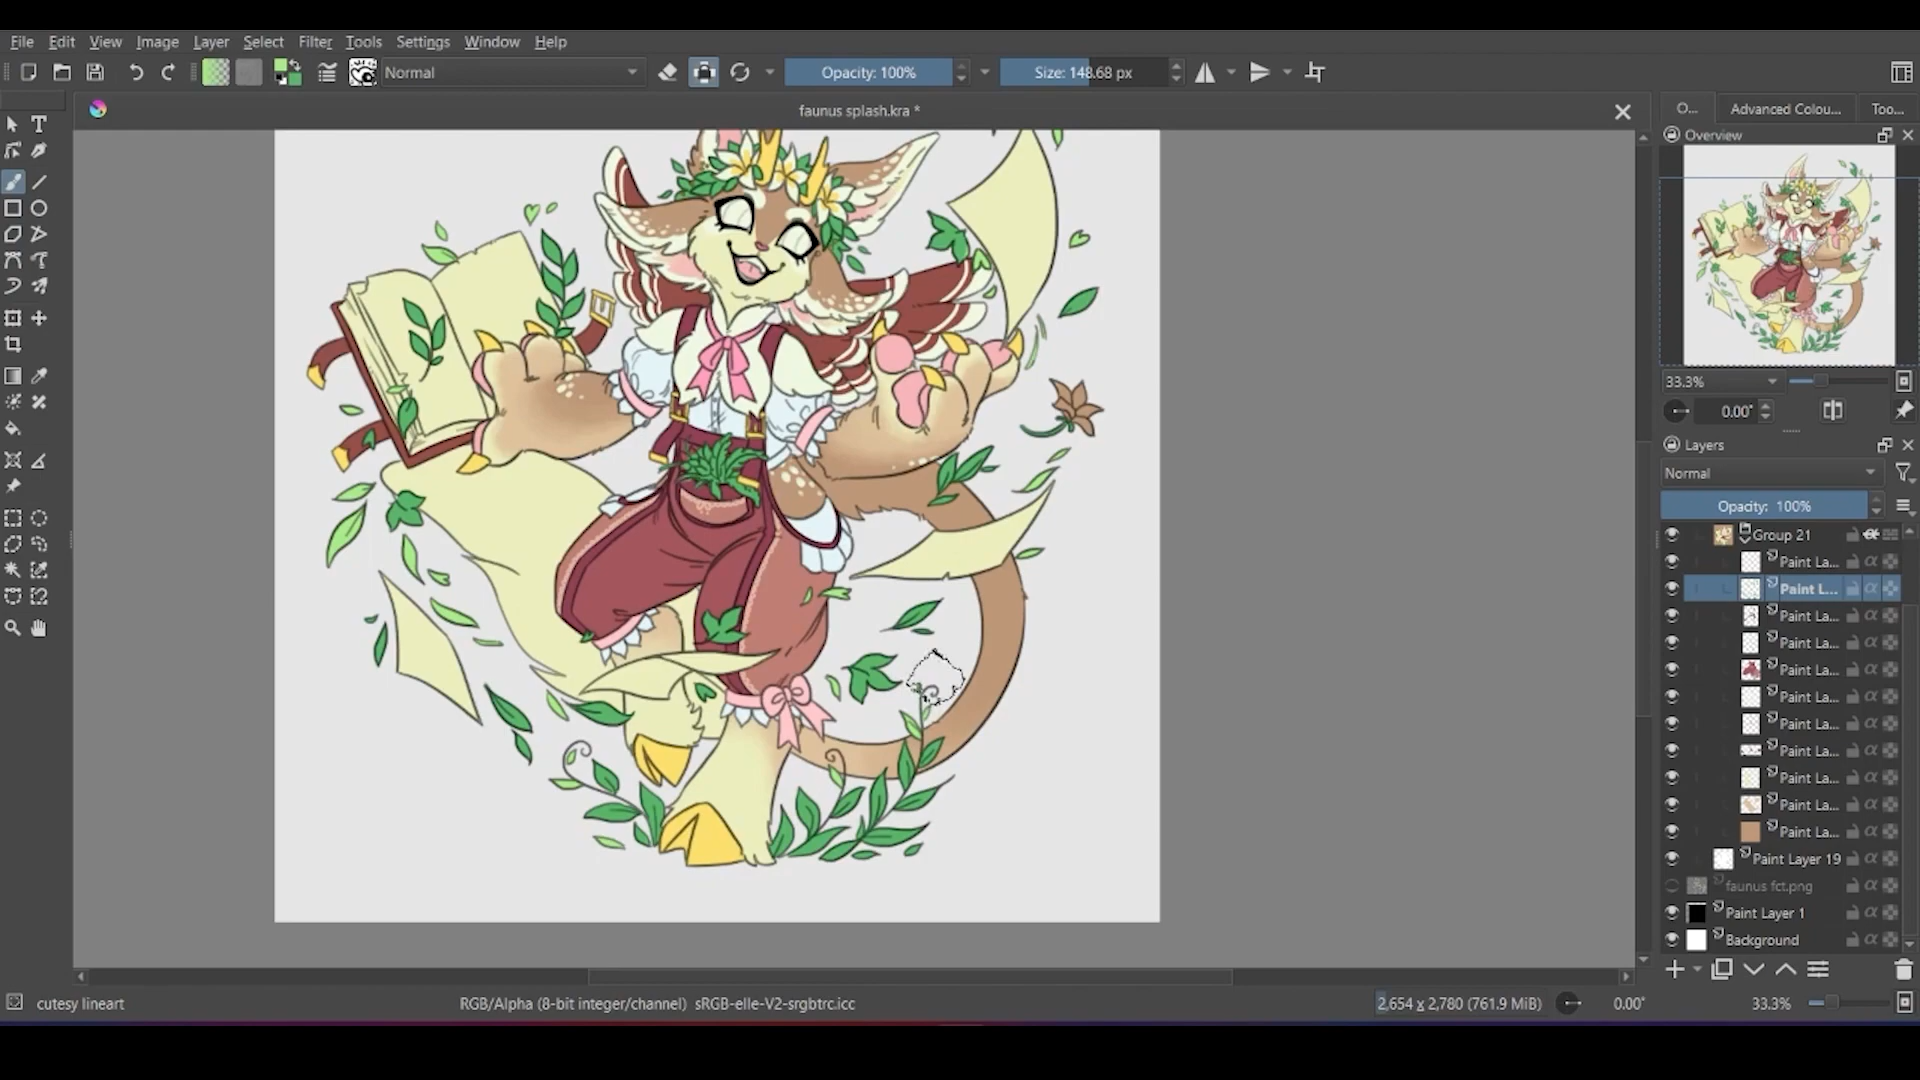 File Edit View Image Layer Select Filter Tools Settings Window Help
Normal Opacity: 100% Size: 148.68 px
faunus splash.kra *
O... Advanced Colou... Too...
Overview
33.3%
0.00°
Layers
Normal
Opacity: 100%
Group 21
Paint La...
Paint L...
Paint La...
Paint La...
Paint La...
Paint La...
Paint La...
Paint La...
Paint La...
Paint La...
Paint La...
Paint Layer 19
faunus fct.png
Paint Layer 1
Background
cutesy lineart RGB/Alpha (8-bit integer/channel) sRGB-elle-V2-srgbtrc.icc 2,654 x 2,780 (761.9 MiB) 0.00° 33.3%